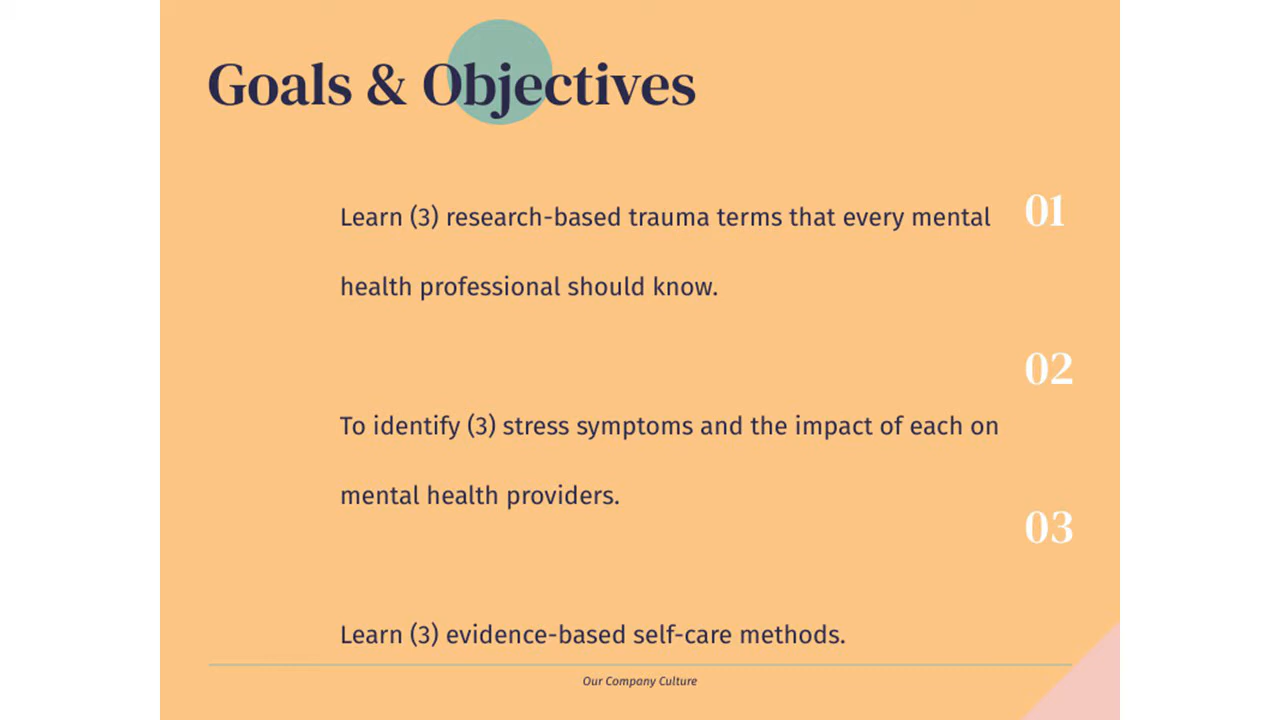 Goals & Objectives
Learn (3) research-based trauma terms that every mental
01
health professional should know.
02
To identify (3) stress symptoms and the impact of each on
mental health providers.
03
Learn (3) evidence-based self-care methods.
Our Company Culture